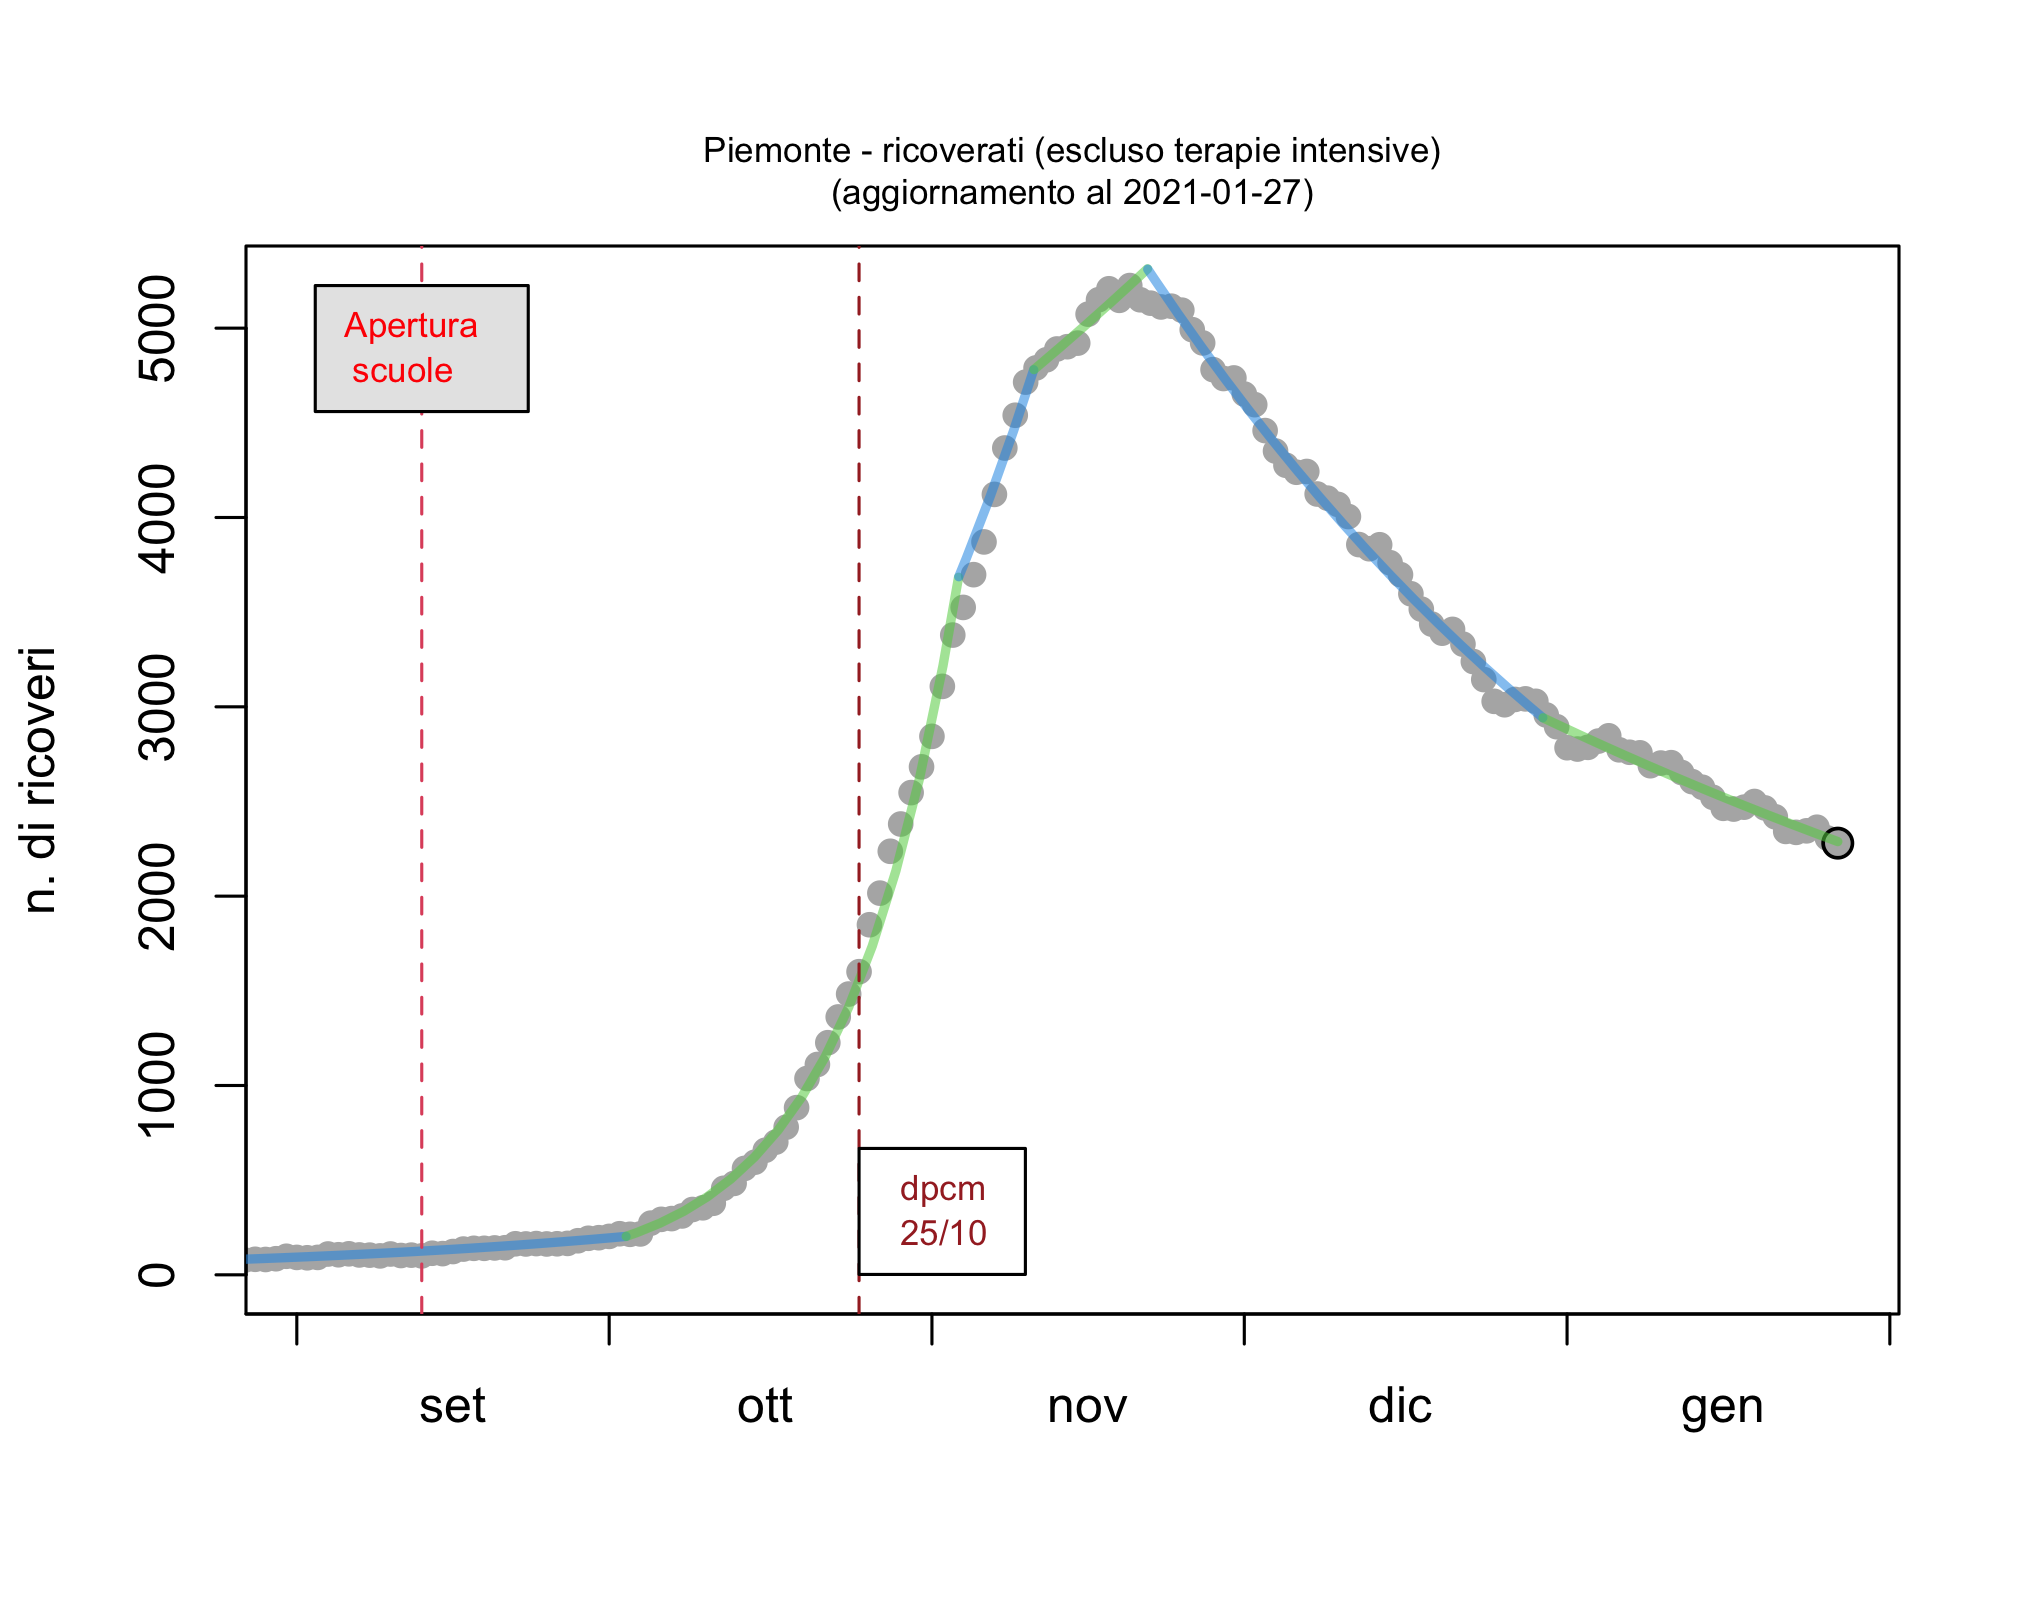 Piemonte - ricoverati (escluso terapie intensive)
(aggiornamento al 2021-01-27)
n. di ricoveri
5000
4000
3000
2000
1000
0
Apertura
scuole
dpcm
25/10
set ott nov dic gen